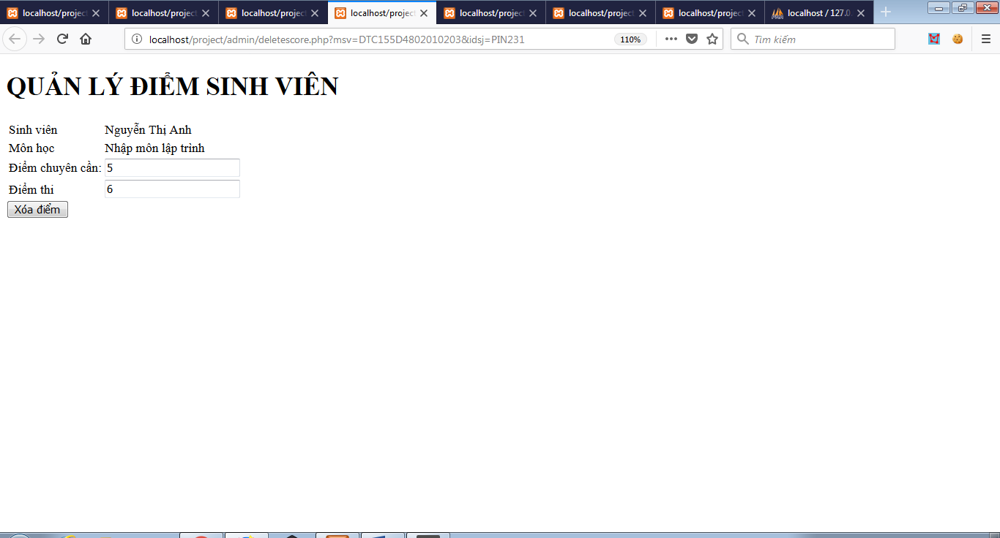 localhost/project localhost/project localhost/project localhost/project localhost/project localhost/project localhost/project localhost / 127.0.
localhost/project/admin/deletescore.php?msv=DTC155D4802010203&idsj=PIN231 110% Tìm kiếm
QUẢN LÝ ĐIỂM SINH VIÊN
Sinh viên Nguyễn Thị Anh
Môn học Nhập môn lập trình
Điểm chuyên cần: 5
Điểm thi 6
Xóa điểm